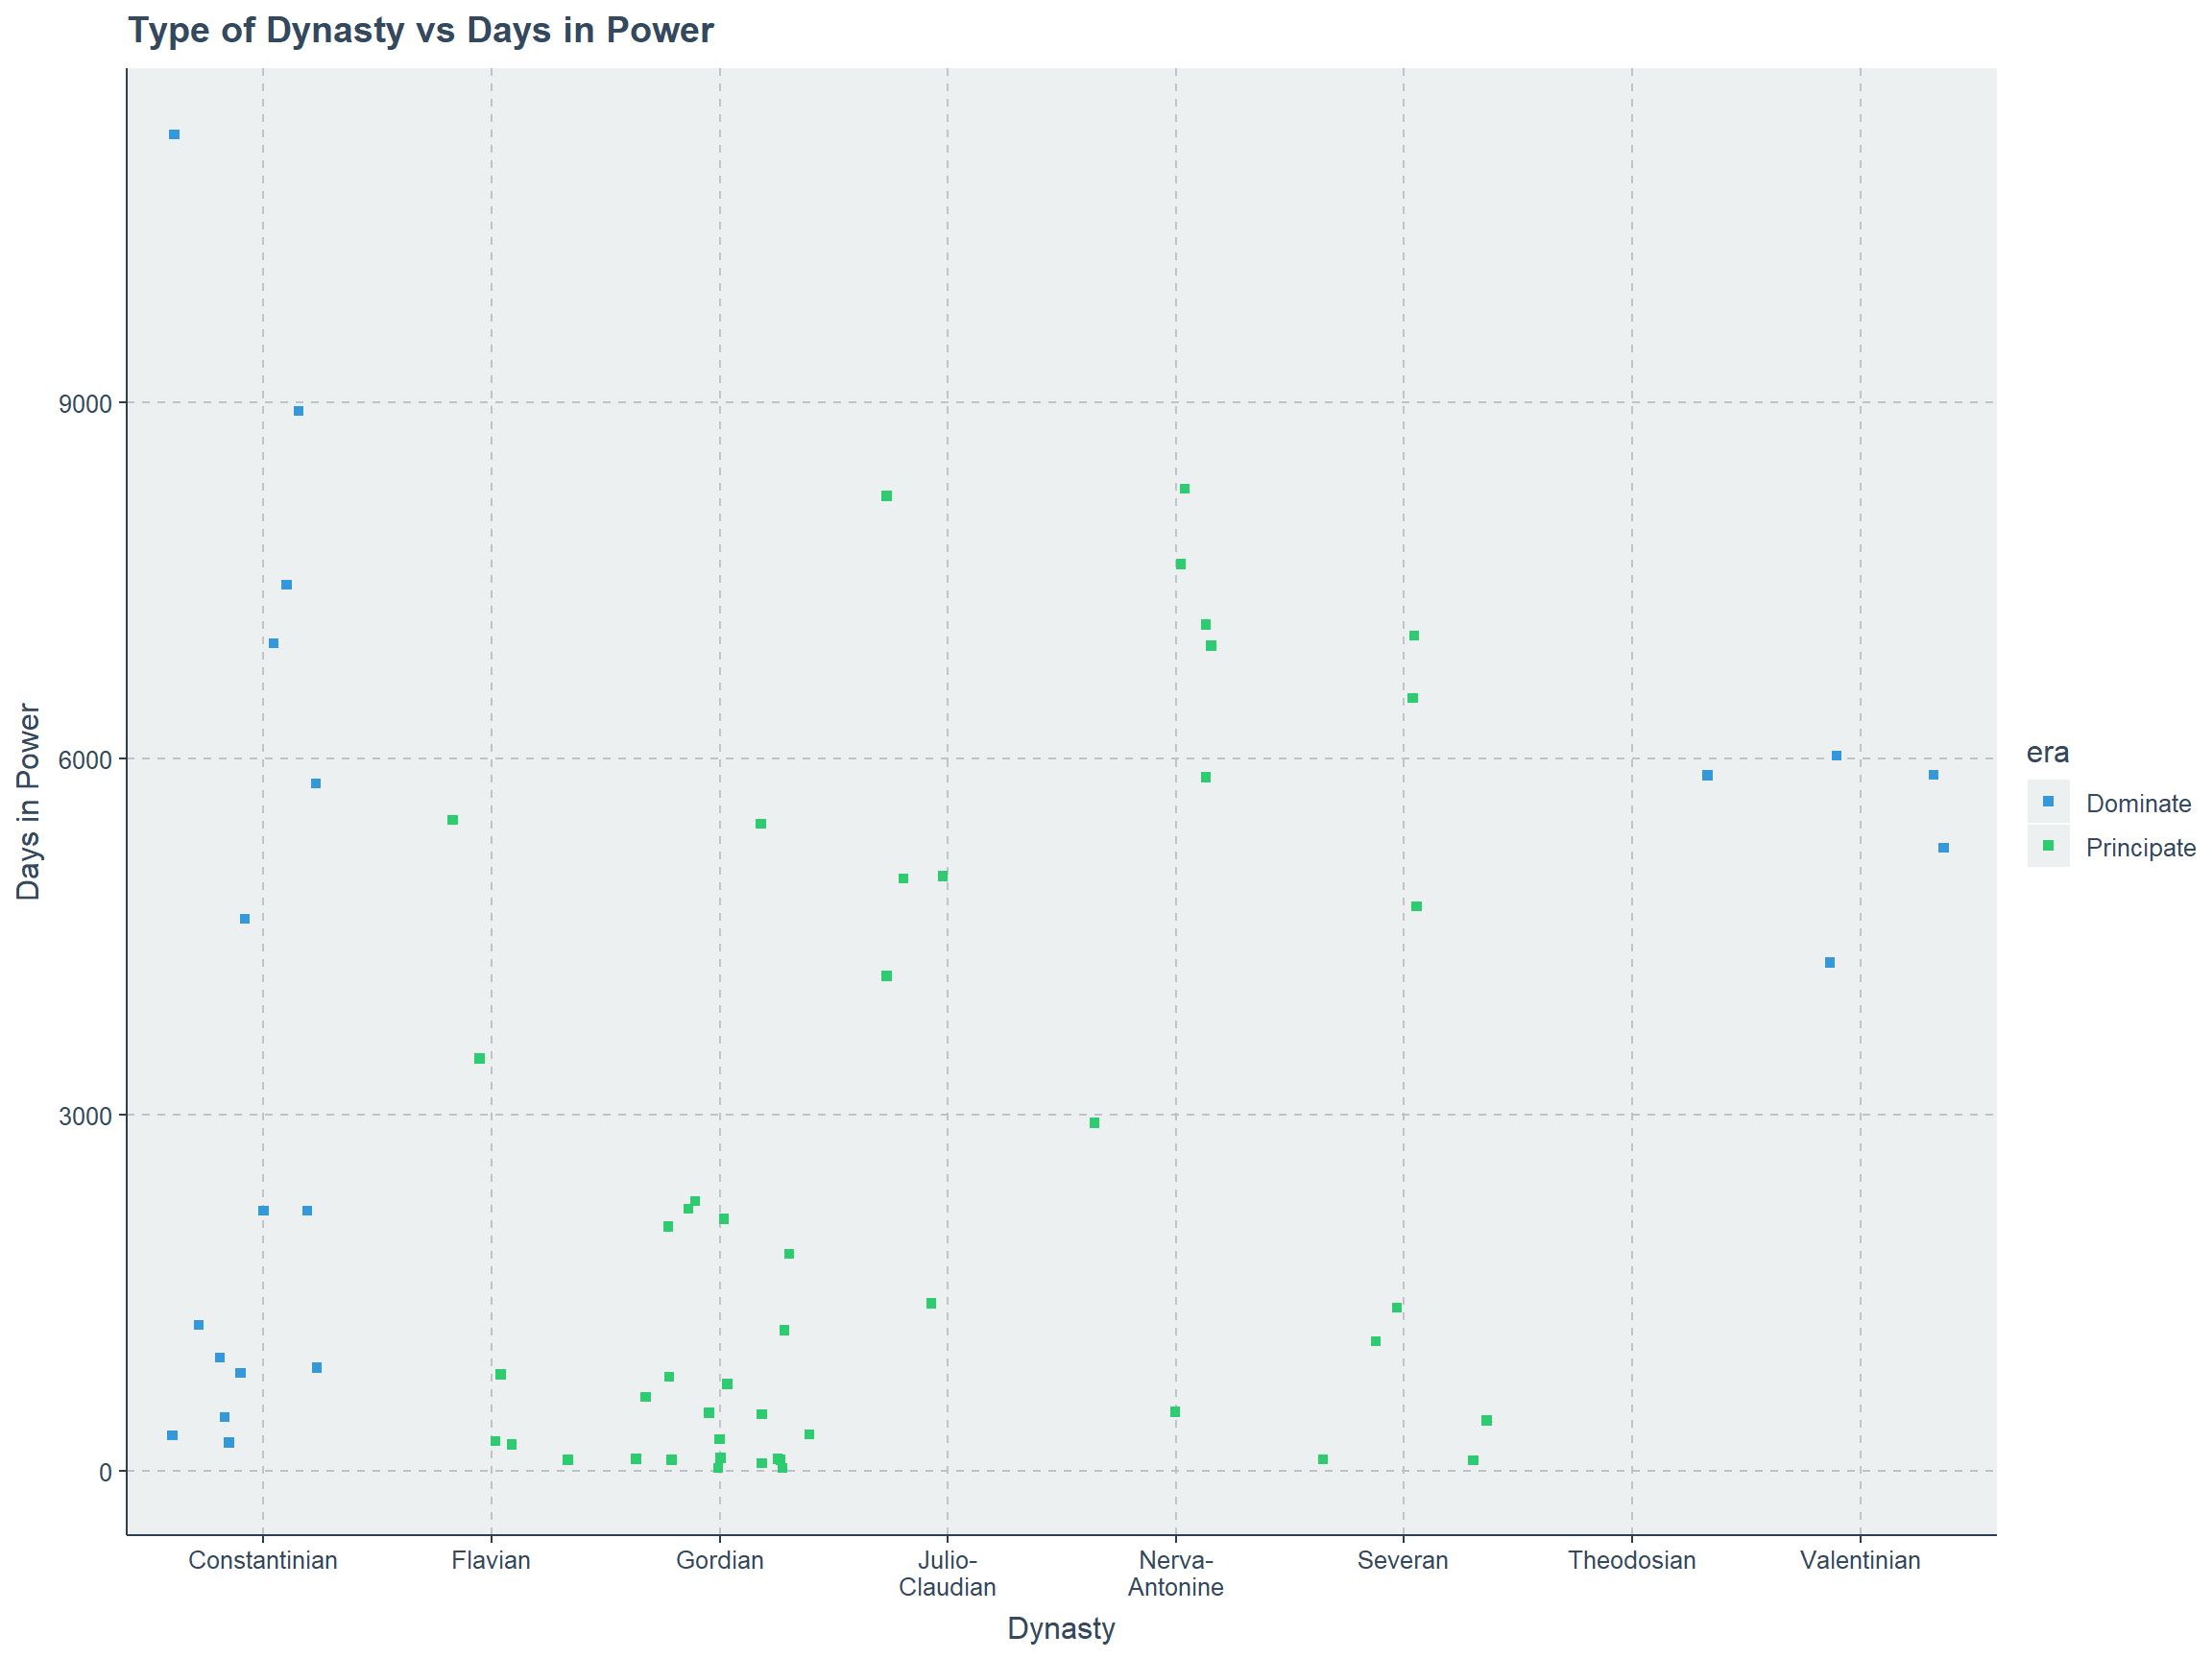 Type of Dynasty vs Days in Power
Days in Power
9000
6000
3000
0
Constantinian
Flavian
Gordian
Julio-
Claudian
Nerva-
Antonine
Severan
Theodosian
Valentinian
Dynasty
era
Dominate
Principate